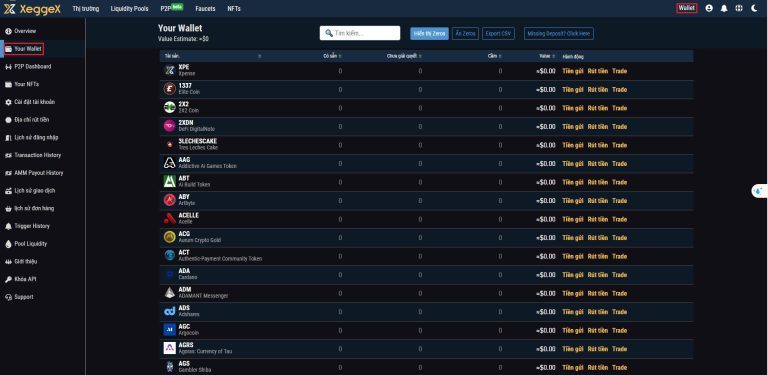 XeggeX Thị trường Liquidity Pools P2P beta Faucets NFTs Wallet
Overview
Your Wallet
P2P Dashboard
Your NFTs
Cài đặt tài khoản
Địa chỉ rút tiền
Lịch sử đăng nhập
Transaction History
AMM Payout History
Lịch sử giao dịch
lịch sử đơn hàng
Trigger History
Pool Liquidity
Giới thiệu
Khóa API
Support
Your Wallet
Value Estimate: ≈$0
Tìm kiếm...
Hiển thị Zeros
Ẩn Zeros
Export CSV
Missing Deposit? Click Here
Tài sản. Có sẵn Chưa giải quyết. Cầm Value Hành động
XPE 0 0 0 ≈$0.00 Tiền gửi Rút tiền Trade
Xpense
1337 0 0 0 ≈$0.00 Tiền gửi Rút tiền Trade
Elite Coin
2X2 0 0 0 ≈$0.00 Tiền gửi Rút tiền Trade
2X2 Coin
2XDN 0 0 0 ≈$0.00 Tiền gửi Rút tiền Trade
DeFi DigitalNote
3LECHESCAKE 0 0 0 ≈$0.00 Tiền gửi Rút tiền Trade
Tres Leches Cake
AAG 0 0 0 ≈$0.00 Tiền gửi Rút tiền Trade
Addictive Ai Games Token
ABT 0 0 0 ≈$0.00 Tiền gửi Rút tiền Trade
AI Build Token
ABY 0 0 0 ≈$0.00 Tiền gửi Rút tiền Trade
Artbyte
ACELLE 0 0 0 ≈$0.00 Tiền gửi Rút tiền Trade
Acelle
ACG 0 0 0 ≈$0.00 Tiền gửi Rút tiền Trade
Aurum Crypto Gold
ACT 0 0 0 ≈$0.00 Tiền gửi Rút tiền Trade
Authentic-Payment Community Token
ADA 0 0 0 ≈$0.00 Tiền gửi Rút tiền Trade
Cardano
ADM 0 0 0 ≈$0.00 Tiền gửi Rút tiền Trade
ADAMANT Messenger
ADS 0 0 0 ≈$0.00 Tiền gửi Rút tiền Trade
Adshares
AGC 0 0 0 ≈$0.00 Tiền gửi Rút tiền Trade
Argocoin
AGRS 0 0 0 ≈$0.00 Tiền gửi Rút tiền Trade
Agoras: Currency of Tau
AGS 0 0 0 ≈$0.00 Tiền gửi Rút tiền Trade
Gambler Shiba